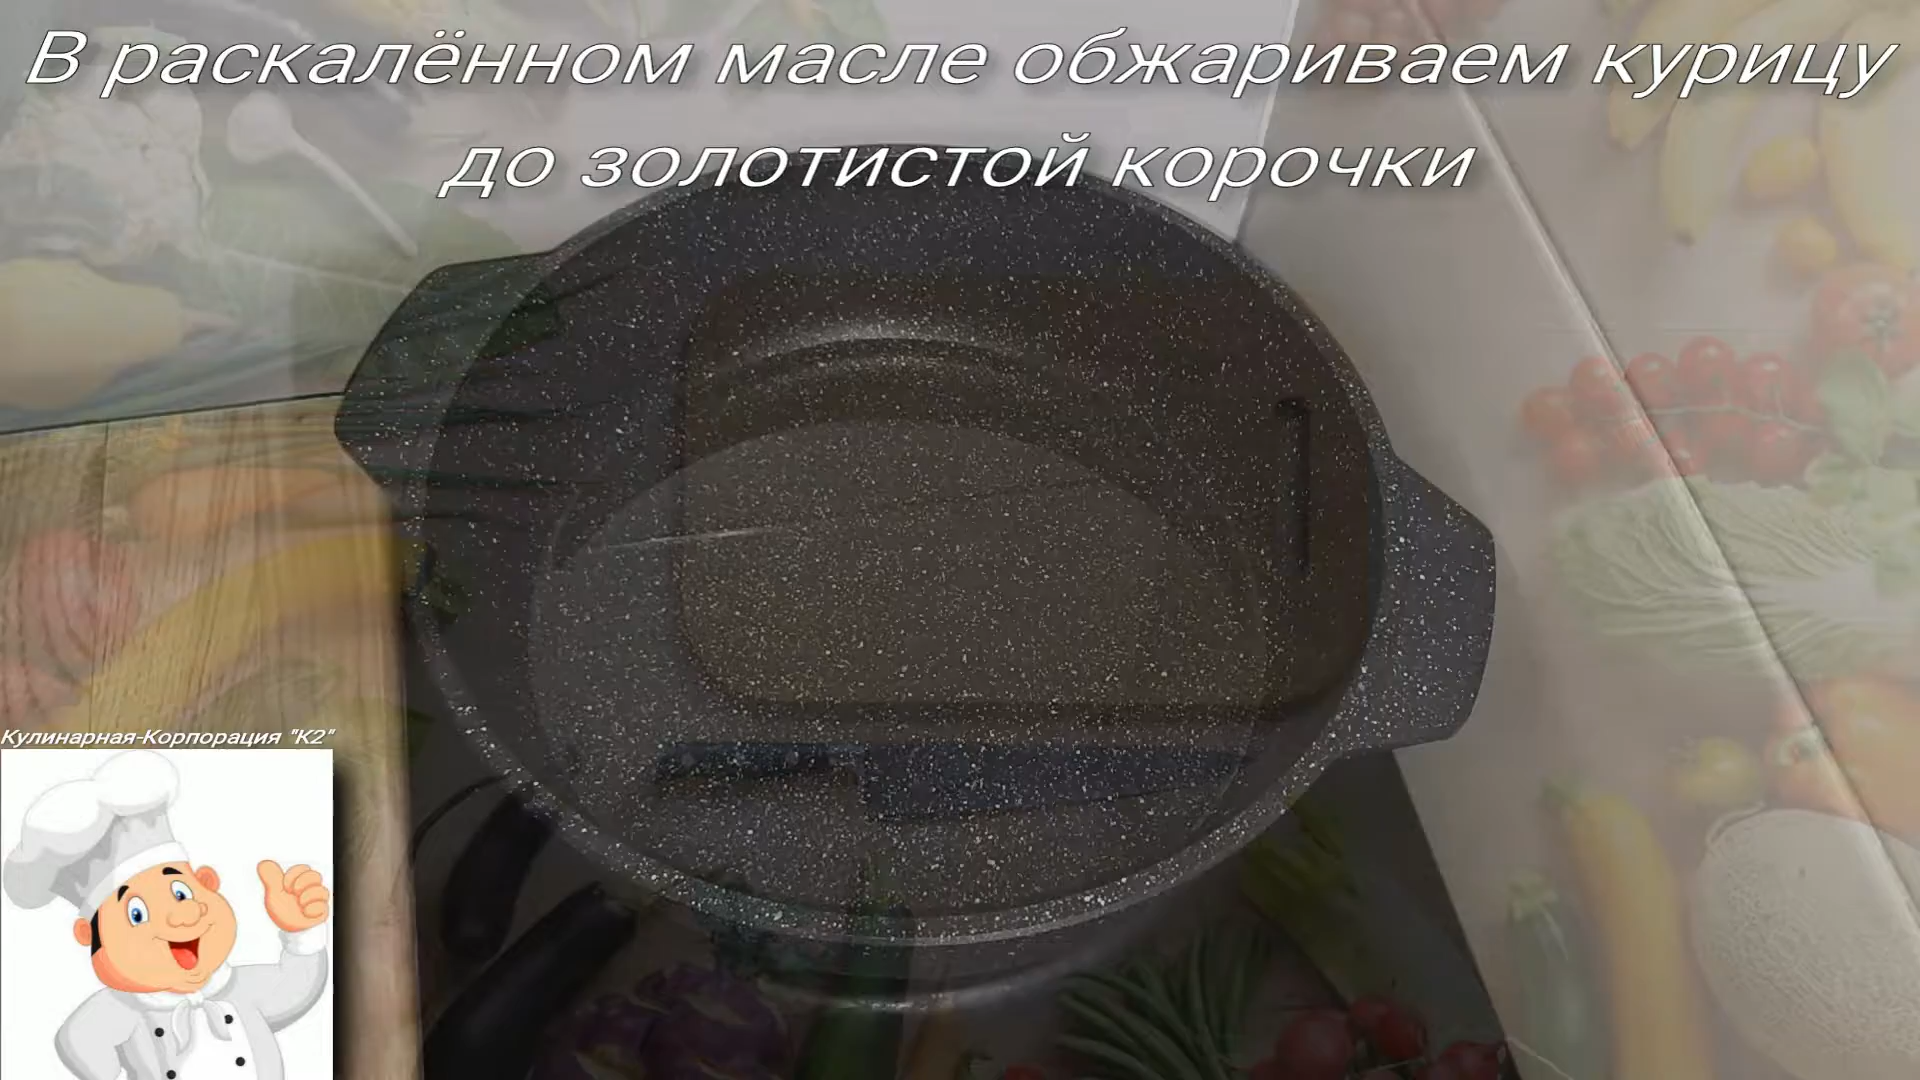 В раскалённом масле обжариваем курицу
до золотистой корочки
Кулинарная-Корпорация "К2"